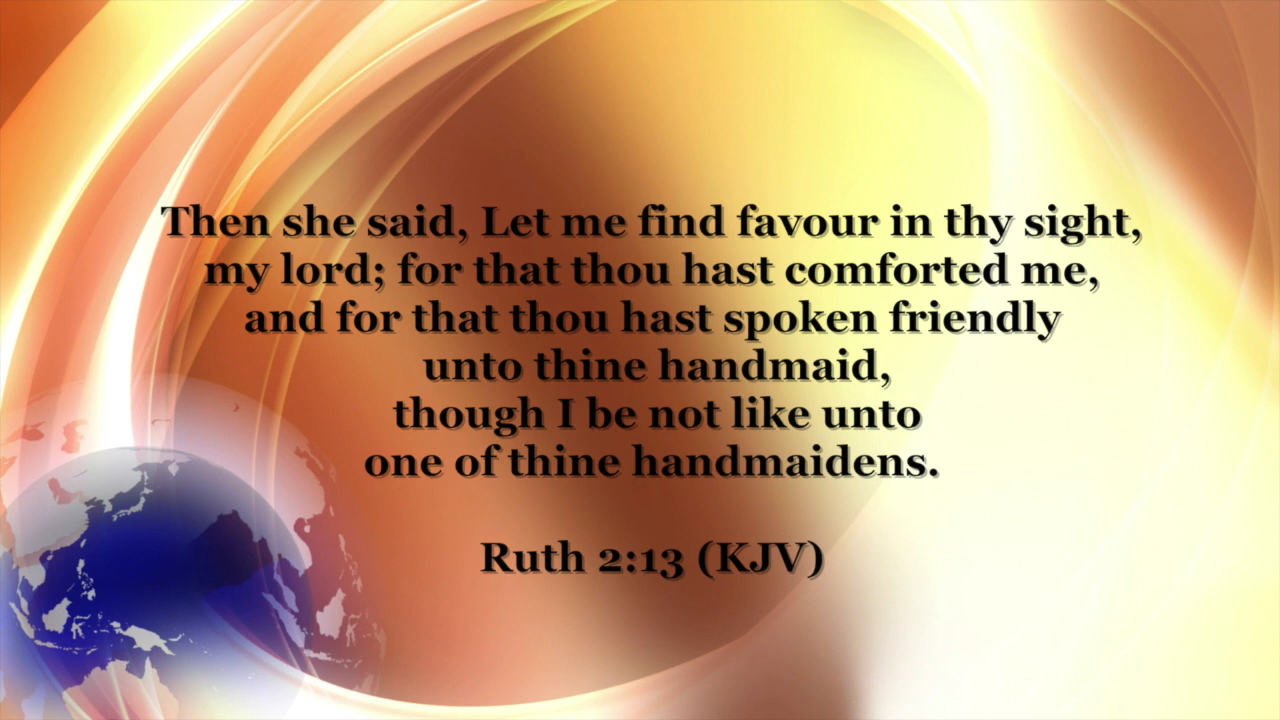 Then she said, Let me find favour in thy sight,
my lord; for that thou hast comforted me,
and for that thou hast spoken friendly
unto thine handmaid,
though I be not like unto
one of thine handmaidens.
Ruth 2:13 (KJV)